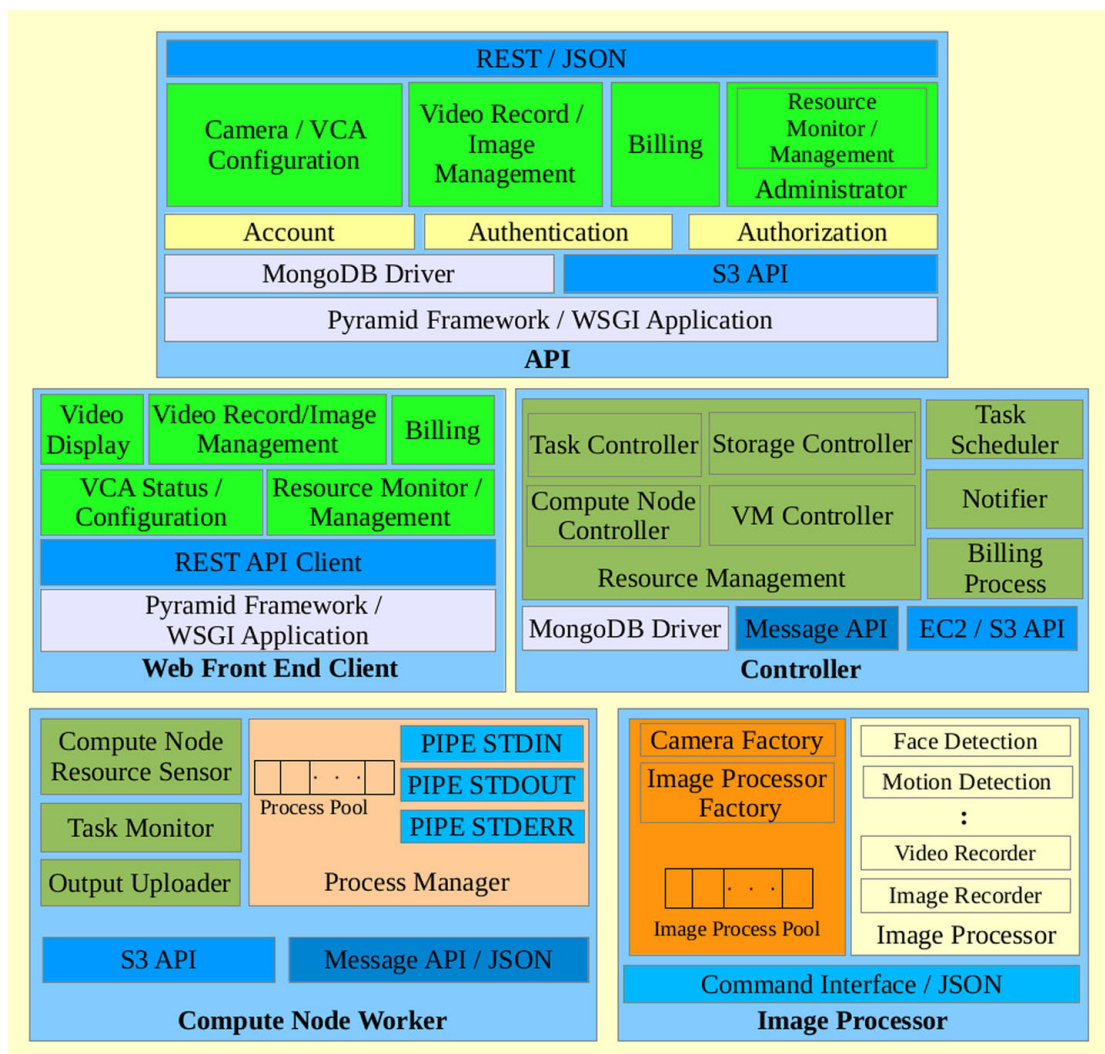 REST / JSON
Camera / VCA
Configuration
Video Record /
Image
Management
Billing
Resource
Monitor /
Management
Administrator
Account
Authentication
Authorization
MongoDB Driver
S3 API
Pyramid Framework / WSGI Application
API
Video
Display
Video Record/Image
Management
Billing
VCA Status /
Configuration
Resource Monitor /
Management
REST API Client
Pyramid Framework /
WSGI Application
Web Front End Client
Task Controller
Storage Controller
Compute Node
Controller
VM Controller
Resource Management
Task
Scheduler
Notifier
Billing
Process
MongoDB Driver
Message API
EC2 / S3 API
Controller
Compute Node
Resource Sensor
Task Monitor
Output Uploader
. . .
Process Pool
PIPE STDIN
PIPE STDOUT
PIPE STDERR
Process Manager
S3 API
Message API / JSON
Compute Node Worker
Camera Factory
Image Processor
Factory
. . .
Image Process Pool
Face Detection
Motion Detection
:
Video Recorder
Image Recorder
Image Processor
Command Interface / JSON
Image Processor